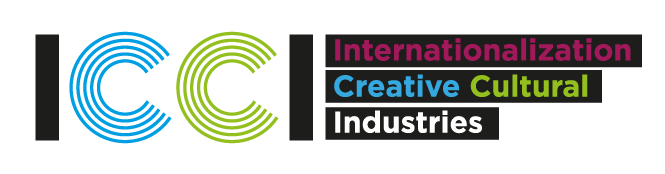 ICCI
Internationalization
Creative Cultural
Industries